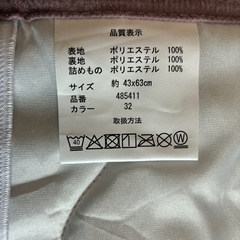 品質表示
表地 ポリエステル 100%
裏地 ポリエステル 100%
詰めもの ポリエステル 100%
サイズ 約 43x63cm
品番 485411
カラー 32
取扱方法
40 W